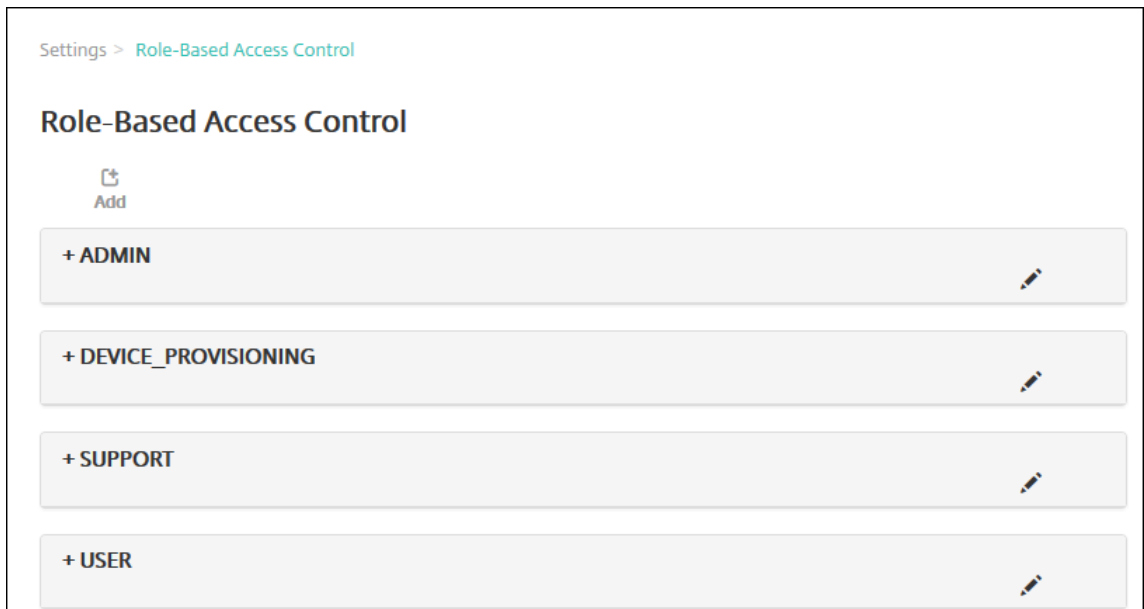 Settings > Role-Based Access Control
Role-Based Access Control
Add
+ ADMIN
+ DEVICE_PROVISIONING
+ SUPPORT
+ USER